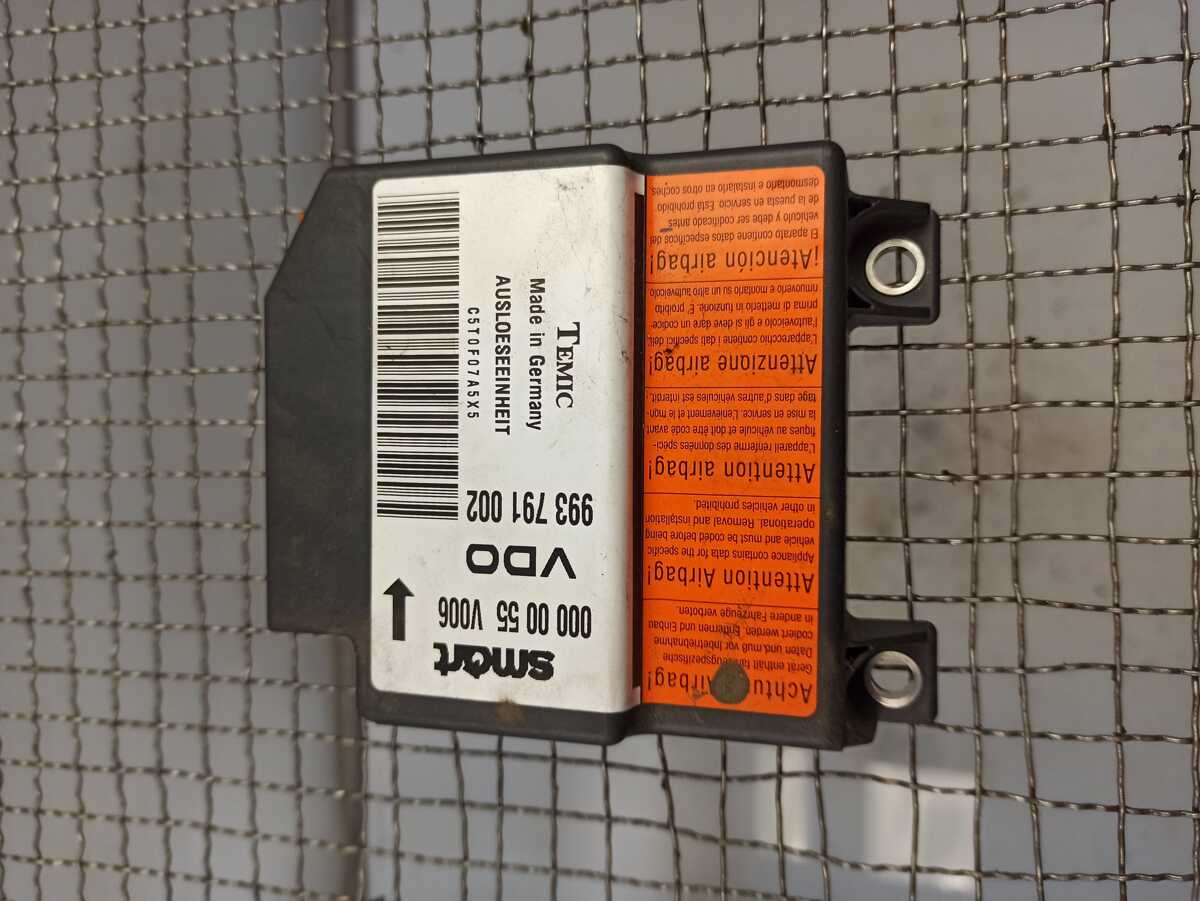 smart
000 00 55 V006
VDO
993 791 002
TEMIC
Made in Germany
AUSLOESEEINHEIT
C5T0F07A5X5
Airbag!
Gerät enthält
Daten und muß vor Inbetriebnahme
codiert werden. Entfernen und Einbau
in andere Fahrzeuge verboten.
Attention Airbag!
Appliance contains data for the specific
vehicle and must be coded before being
operational. Removal and installation
in other vehicles prohibited.
Attention airbag!
L'appareil renferme des données spéci-
fiques au véhicule et doit être codé avant
la mise en service. L'enlèvement et le mon-
tage dans d'autres véhicules est interdit.
Attenzione airbag!
L'apparecchio contiene i dati specifici dell'
l'autoveicolo e gli si deve dare un codice
prima di metterlo in funzione. E' proibito
rimuoverlo e montarlo su un altro autoveicolo.
¡Atención airbag!
El aparato contiene datos específicos del
vehículo y debe ser codificado antes
de la puesta en servicio. Está prohibido
desmontarlo e instalarlo en otros coches.